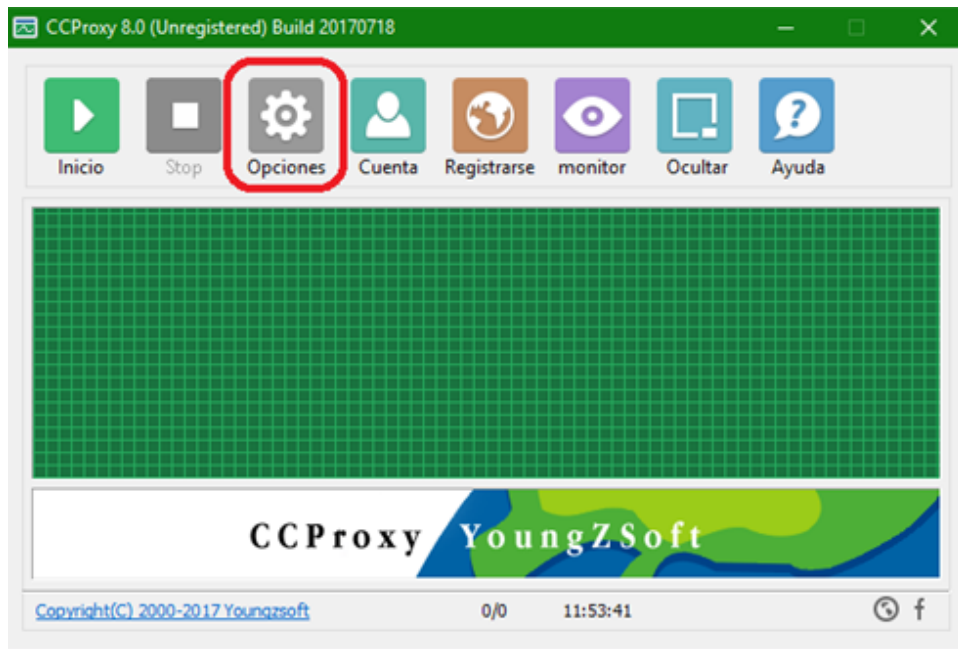 CCProxy 8.0 (Unregistered) Build 20170718
Inicio Stop Opciones Cuenta Registrarse monitor Ocultar Ayuda
CCProxy YoungZSoft
Copyright(C) 2000-2017 Youngzsoft 0/0 11:53:41